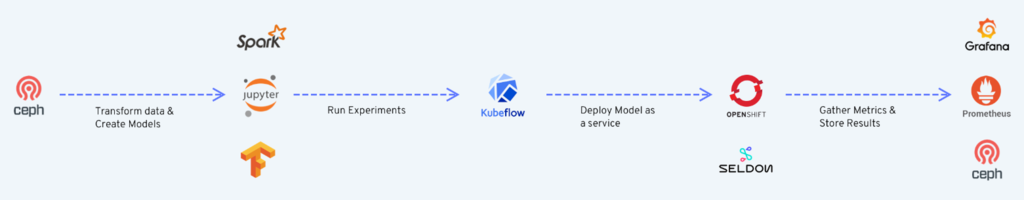 Spark
Grafana
ceph
Transform data &
Create Models
jupyter
Run Experiments
Kubeflow
Deploy Model as
a service
OPENSHIFT
Gather Metrics &
Store Results
Prometheus
SELDON
ceph